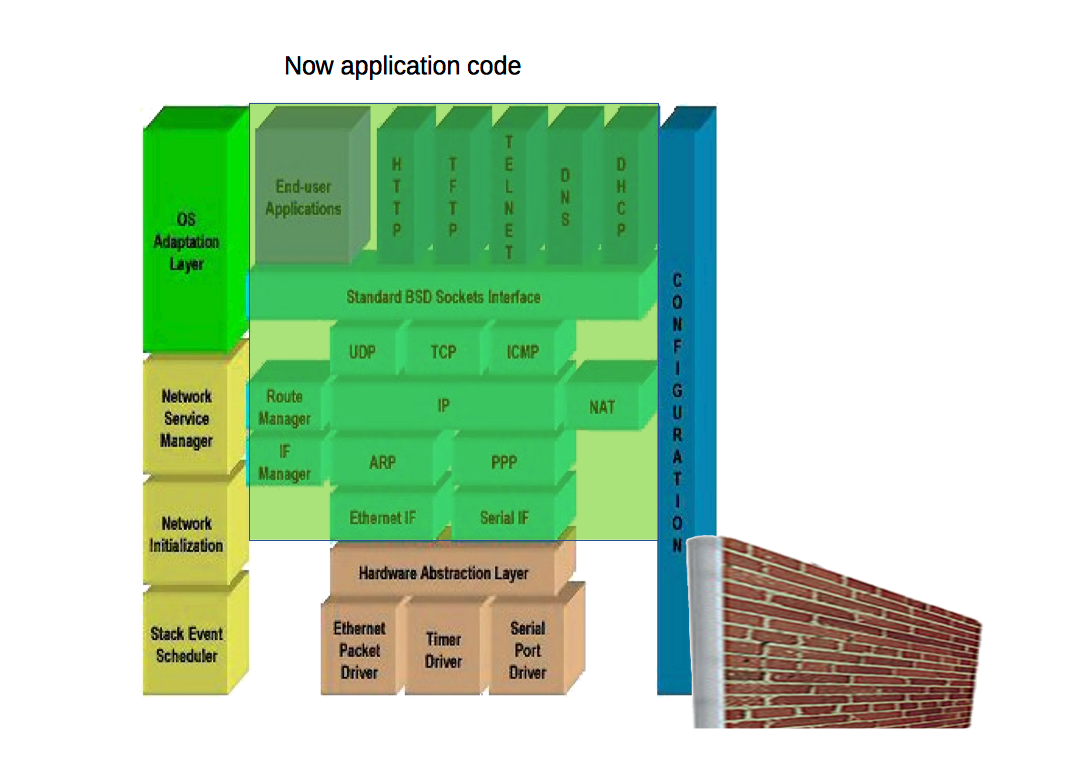 Now application code
OS
Adaptation
Layer
End-user
Applications
HTTP
TFTP
TELNET
DNS
DHCP
CONFIGURATION
Standard BSD Sockets Interface
UDP
TCP
ICMP
Network
Service
Manager
Route
Manager
IP
NAT
IF
Manager
ARP
PPP
Network
Initialization
Ethernet IF
Serial IF
Hardware Abstraction Layer
Stack Event
Scheduler
Ethernet
Packet
Driver
Timer
Driver
Serial
Port
Driver